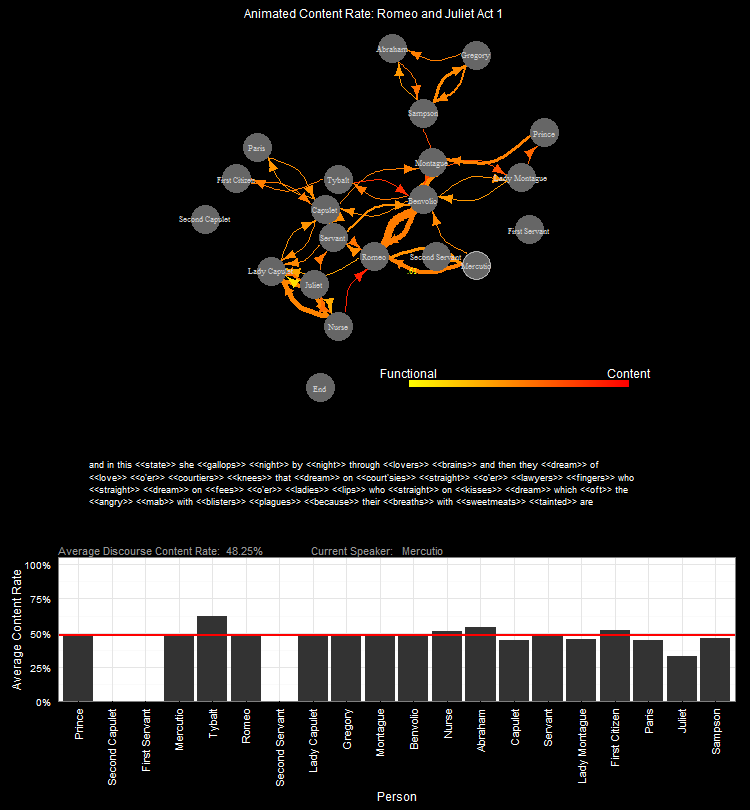 Animated Content Rate: Romeo and Juliet Act 1
Abraham
Gregory
Sampson
Prince
Paris
Montague
First Citizen
Tybalt
Lady Montague
Benvolio
Capulet
Second Capulet
First Servant
Servant
Romeo
Second Servant
Mercutio
Lady Capulet
Juliet
Nurse
Functional
Content
End
and in this <<state>> she <<gallops>> <<night>> by <<night>> through <<lovers>> <<brains>> and then they <<dream>> of
<<love>> <<o'er>> <<courtiers>> <<knees>> that <<dream>> on <<court'sies>> <<straight>> <<o'er>> <<lawyers>> <<fingers>> who
<<straight>> <<dream>> on <<fees>> <<o'er>> <<ladies>> <<lips>> who <<straight>> on <<kisses>> <<dream>> which <<oft>> the
<<angry>> <<mab>> with <<blisters>> <<plagues>> <<because>> their <<breaths>> with <<sweetmeats>> <<tainted>> are
Average Discourse Content Rate: 48.25% Current Speaker: Mercutio
Average Content Rate
100%
75%
50%
25%
0%
Prince
Second Capulet
First Servant
Mercutio
Tybalt
Romeo
Second Servant
Lady Capulet
Gregory
Montague
Benvolio
Nurse
Abraham
Capulet
Servant
Lady Montague
First Citizen
Paris
Juliet
Sampson
Person